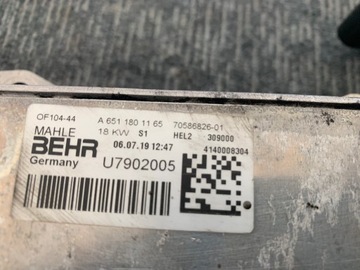 OF104-44 A 651 180 11 65 70586826-01
MAHLE 18 KW S1 HEL2 309000
BEHR 06.07.19 12:47 4140008304
Germany U7902005